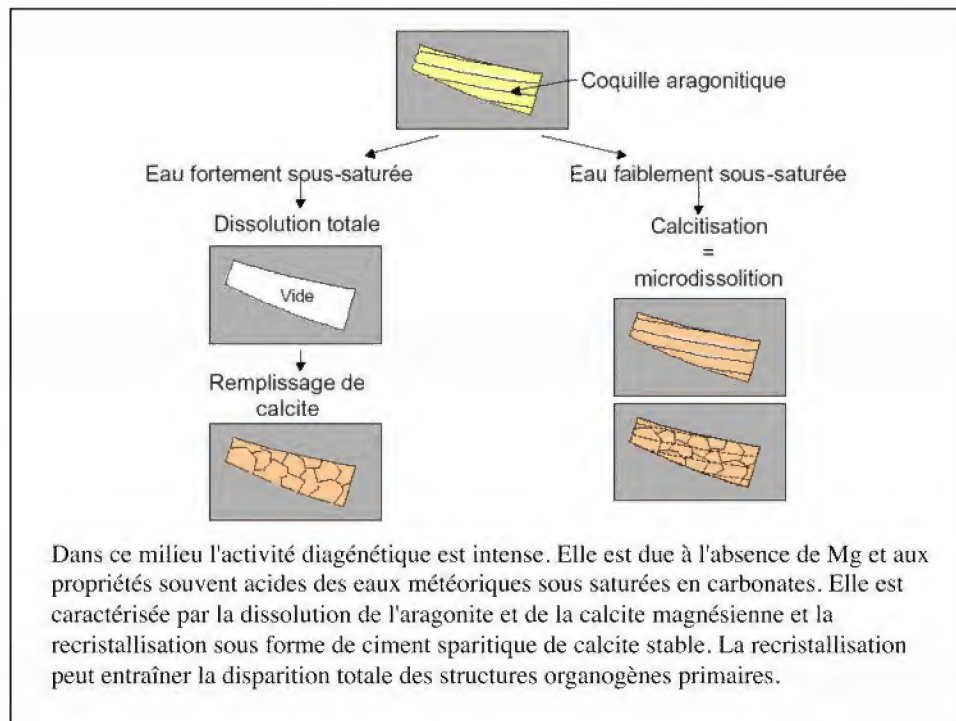 Coquille aragonitique
Eau fortement sous-saturée
Eau faiblement sous-saturée
Dissolution totale
Vide
Remplissage de
calcite
Calcitisation
=
microdissolition
Dans ce milieu l'activité diagénétique est intense. Elle est due à l'absence de Mg et aux
propriétés souvent acides des eaux météoriques sous saturées en carbonates. Elle est
caractérisée par la dissolution de l'aragonite et de la calcite magnésienne et la
recristallisation sous forme de ciment sparitique de calcite stable. La recristallisation
peut entraîner la disparition totale des structures organogènes primaires.